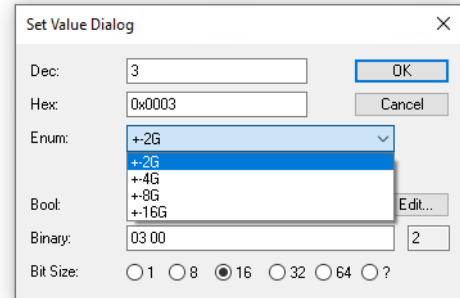 Set Value Dialog
Dec: 3 OK
Hex: 0x0003 Cancel
Enum: +-2G
+-2G
+-4G
+-8G
+-16G
Bool: Edit...
Binary: 03 00 2
Bit Size: 1 8 16 32 64 ?